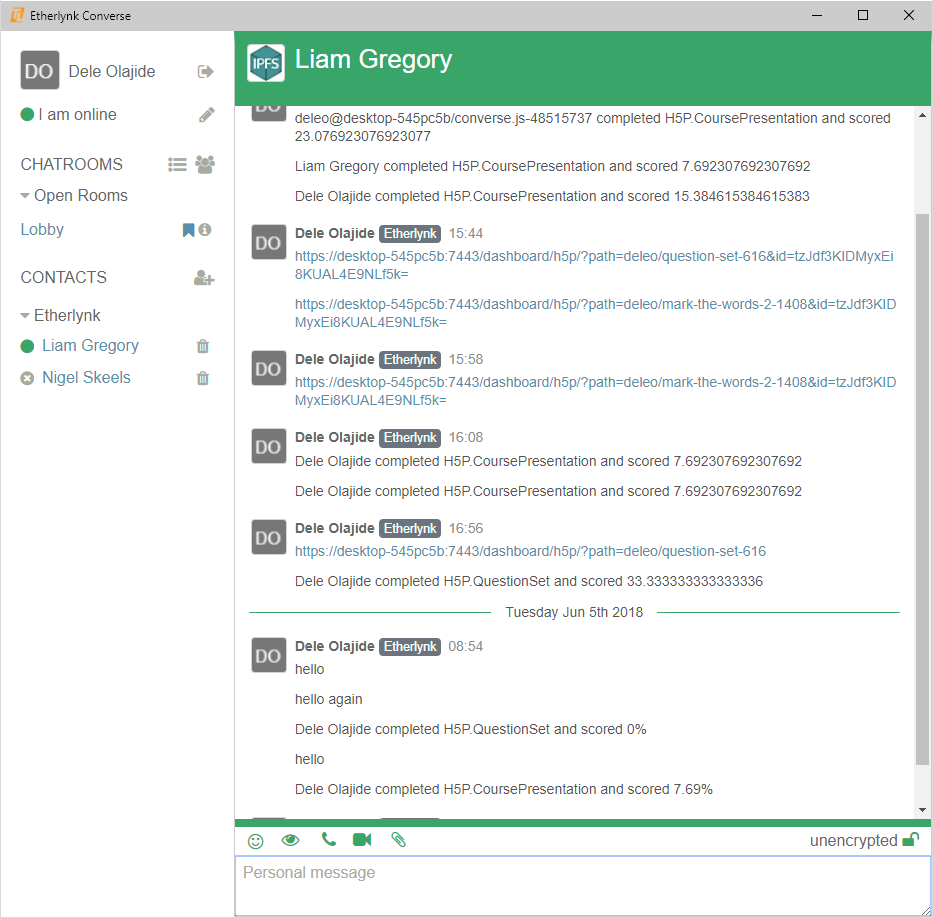 Etherlynk Converse
DO
Dele Olajide
I am online
CHATROOMS
Open Rooms
Lobby
CONTACTS
Etherlynk
Liam Gregory
Nigel Skeels
IPFS
Liam Gregory
DO
deleo@desktop-545pc5b/converse.js-48515737 completed H5P.CoursePresentation and scored
23.076923076923077
Liam Gregory completed H5P.CoursePresentation and scored 7.692307692307692
Dele Olajide completed H5P.CoursePresentation and scored 15.384615384615383
DO
Dele Olajide Etherlynk 15:44
https://desktop-545pc5b:7443/dashboard/h5p/?path=deleo/question-set-616&id=tzJdf3KIDMyxEi
8KUAL4E9NLf5k=
https://desktop-545pc5b:7443/dashboard/h5p/?path=deleo/mark-the-words-2-1408&id=tzJdf3KID
MyxEi8KUAL4E9NLf5k=
DO
Dele Olajide Etherlynk 15:58
https://desktop-545pc5b:7443/dashboard/h5p/?path=deleo/mark-the-words-2-1408&id=tzJdf3KID
MyxEi8KUAL4E9NLf5k=
DO
Dele Olajide Etherlynk 16:08
Dele Olajide completed H5P.CoursePresentation and scored 7.692307692307692
Dele Olajide completed H5P.CoursePresentation and scored 7.692307692307692
DO
Dele Olajide Etherlynk 16:56
https://desktop-545pc5b:7443/dashboard/h5p/?path=deleo/question-set-616
Dele Olajide completed H5P.QuestionSet and scored 33.333333333333336
Tuesday Jun 5th 2018
DO
Dele Olajide Etherlynk 08:54
hello
hello again
Dele Olajide completed H5P.QuestionSet and scored 0%
hello
Dele Olajide completed H5P.CoursePresentation and scored 7.69%
unencrypted
Personal message